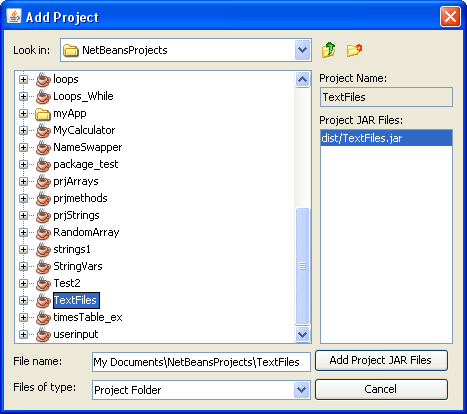 Add Project
Look in: NetBeansProjects
loops
Loops_While
myApp
MyCalculator
NameSwapper
package_test
prjArrays
prjmethods
prjStrings
RandomArray
strings1
StringVars
Test2
TextFiles
timesTable_ex
userinput
Project Name:
TextFiles
Project JAR Files:
dist/TextFiles.jar
File name: My Documents\NetBeansProjects\TextFiles
Add Project JAR Files
Files of type: Project Folder
Cancel